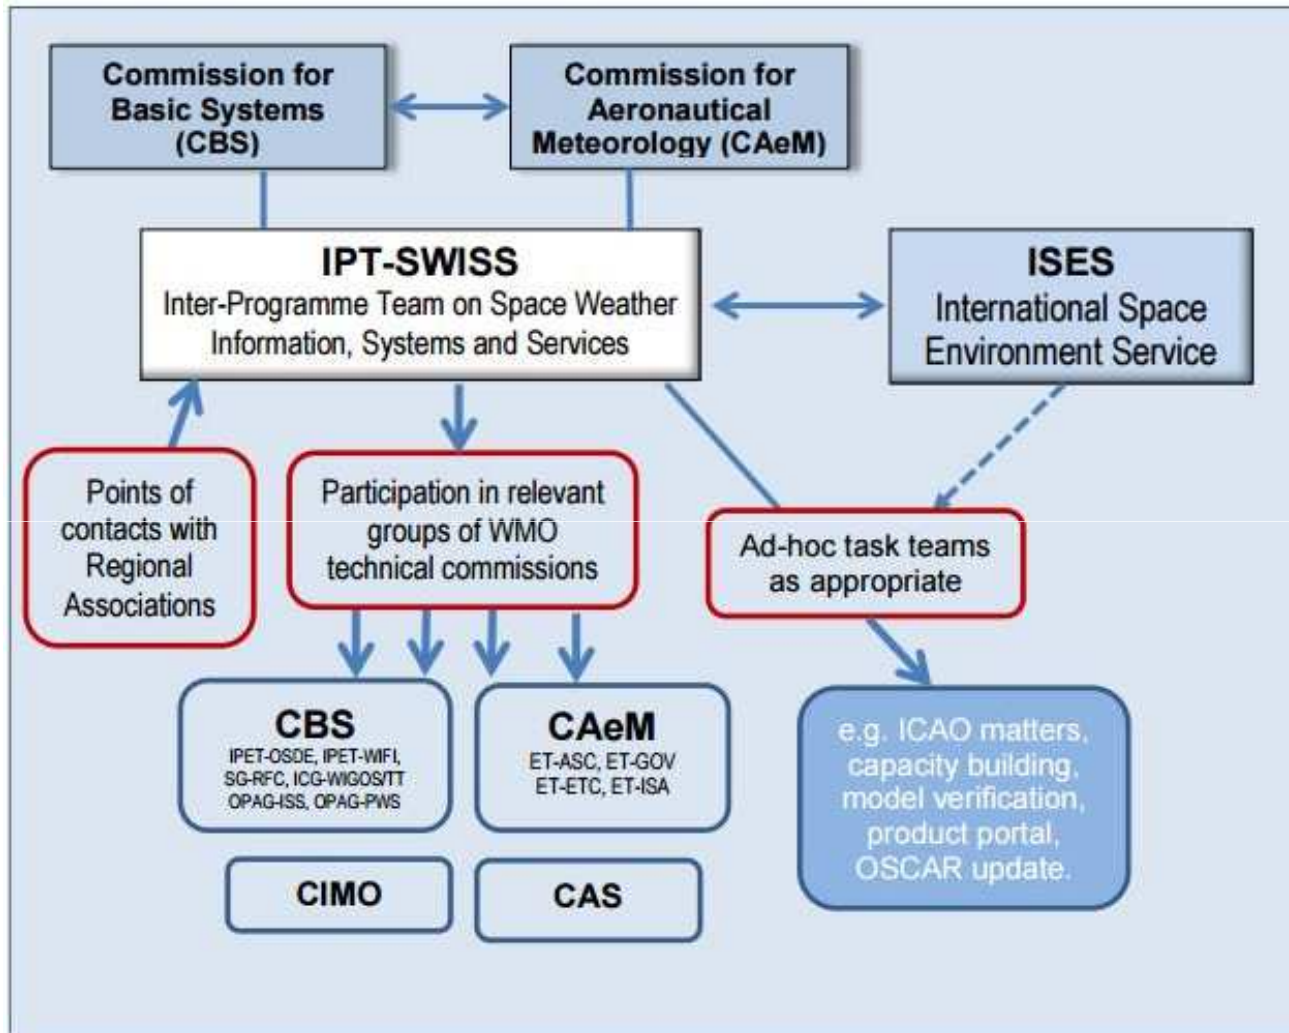 Commission for
Basic Systems
(CBS)
Commission for
Aeronautical
Meteorology (CAeM)
IPT-SWISS
Inter-Programme Team on Space Weather
Information, Systems and Services
ISES
International Space
Environment Service
Points of
contacts with
Regional
Associations
Participation in relevant
groups of WMO
technical commissions
Ad-hoc task teams
as appropriate
CBS
IPET-OSDE, IPET-WIFI,
SG-RFC, ICG-WIGOS/TT
OPAG-ISS, OPAG-PWS
CAeM
ET-ASC, ET-GOV
ET-ETC, ET-ISA
e.g. ICAO matters,
capacity building,
model verification,
product portal,
OSCAR update.
CIMO
CAS